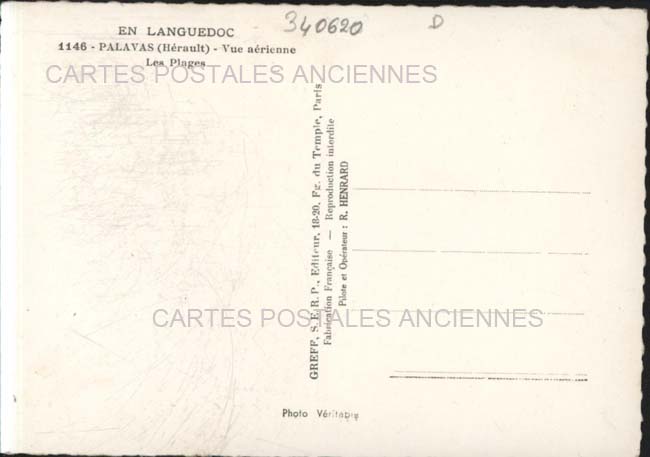 340620 D
EN LANGUEDOC
1146 - PALAVAS (Hérault) - Vue aérienne
Les Plages
CARTES POSTALES ANCIENNES
GREFF, S.E.R.P., Editeur, 18-20, Fg. du Temple, Paris
Fabrication Française — Reproduction interdite
Pilote et Opérateur : R. HENRARD
CARTES POSTALES ANCIENNES
Photo Véritable